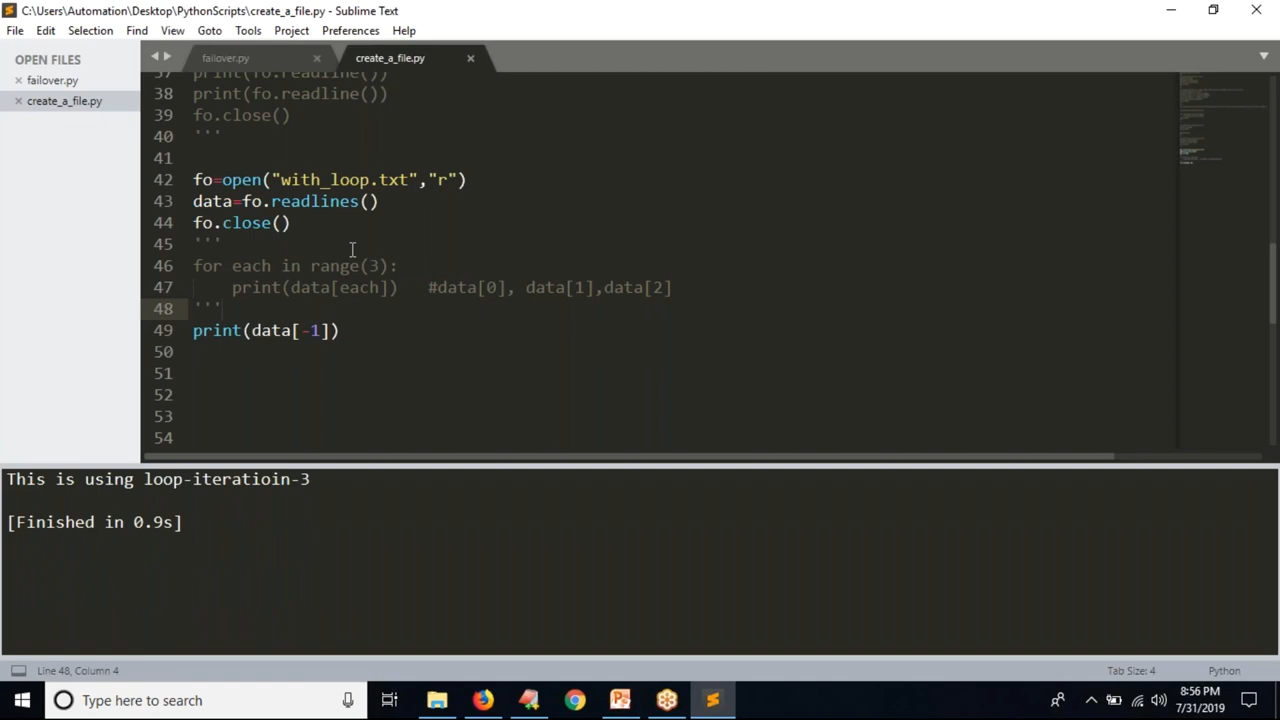 C:\Users\Automation\Desktop\PythonScripts\create_a_file.py - Sublime Text
File Edit Selection Find View Goto Tools Project Preferences Help
OPEN FILES
failover.py
create_a_file.py
failover.py
create_a_file.py
37 print(fo.readline())
38 print(fo.readline())
39 fo.close()
40 '''
41
42 fo=open("with_loop.txt","r")
43 data=fo.readlines()
44 fo.close()
45 '''
46 for each in range(3):
47     print(data[each])   #data[0], data[1],data[2]
48 '''
49 print(data[-1])
50
51
52
53
54
This is using loop-iteratioin-3
[Finished in 0.9s]
Line 48, Column 4
Tab Size: 4
Python
Type here to search
8:56 PM
7/31/2019